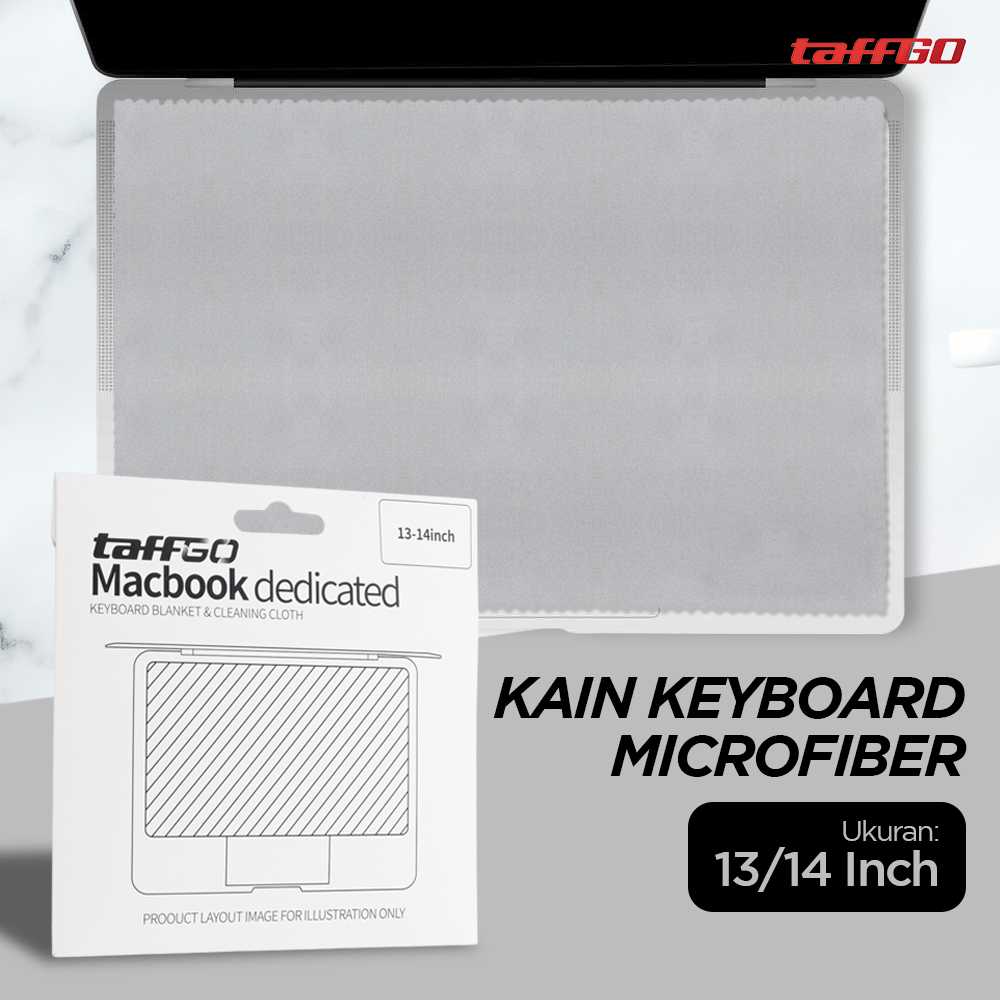 taffGO
13-14inch
taffGO
Macbook dedicated
KEYBOARD BLANKET & CLEANING CLOTH
PRODUCT LAYOUT IMAGE FOR ILLUSTRATION ONLY
KAIN KEYBOARD
MICROFIBER
Ukuran:
13/14 Inch